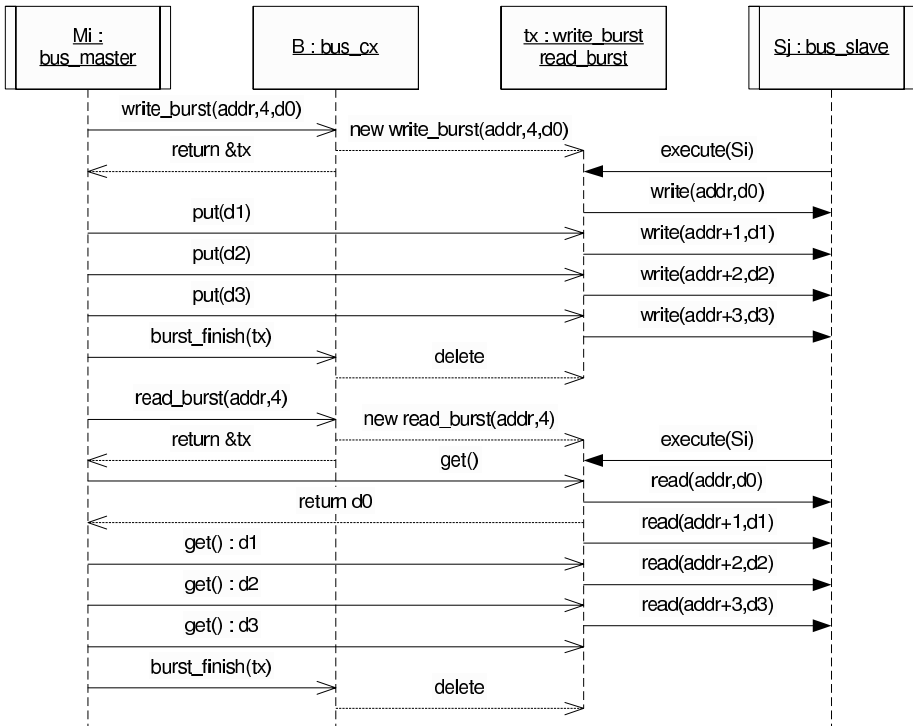 Mi :
bus_master
B : bus_cx
tx : write_burst
read_burst
Sj : bus_slave
write_burst(addr,4,d0)
new write_burst(addr,4,d0)
return &tx
execute(Si)
write(addr,d0)
put(d1)
write(addr+1,d1)
put(d2)
write(addr+2,d2)
put(d3)
write(addr+3,d3)
burst_finish(tx)
delete
read_burst(addr,4)
new read_burst(addr,4)
return &tx
execute(Si)
get()
read(addr,d0)
return d0
read(addr+1,d1)
get() : d1
read(addr+2,d2)
get() : d2
read(addr+3,d3)
get() : d3
burst_finish(tx)
delete